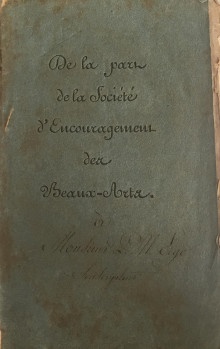 De la part
de la Société
d'Encouragement
des
Beaux-Arts.
à
Monsieur